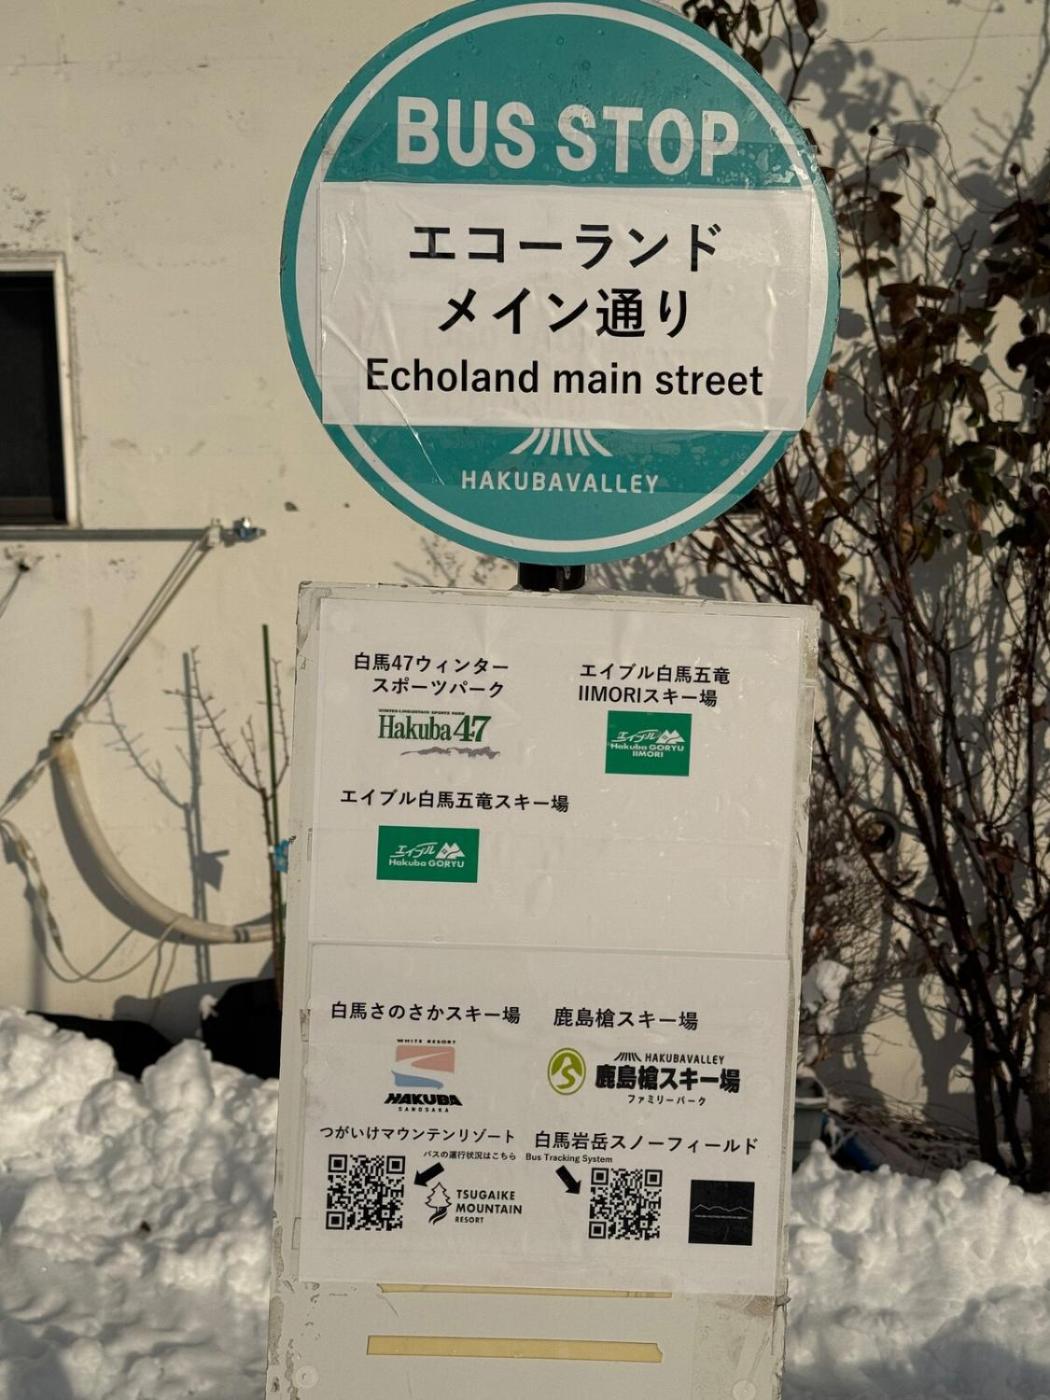 BUS STOP
エコーランド
メイン通り
Echoland main street
HAKUBAVALLEY
白馬47ウィンター
スポーツパーク
WINTER & MOUNTAIN SPORTS PARK
Hakuba 47
エイブル白馬五竜
IIMORIスキー場
エイブル
Hakuba GORYU
IIMORI
エイブル白馬五竜スキー場
エイブル
Hakuba GORYU
白馬さのさかスキー場
WHITE RESORT
HAKUBA
SANOSAKA
鹿島槍スキー場
HAKUBAVALLEY
鹿島槍スキー場
ファミリーパーク
つがいけマウンテンリゾート
バスの運行状況はこちら
TSUGAIKE
MOUNTAIN
RESORT
白馬岩岳スノーフィールド
Bus Tracking System